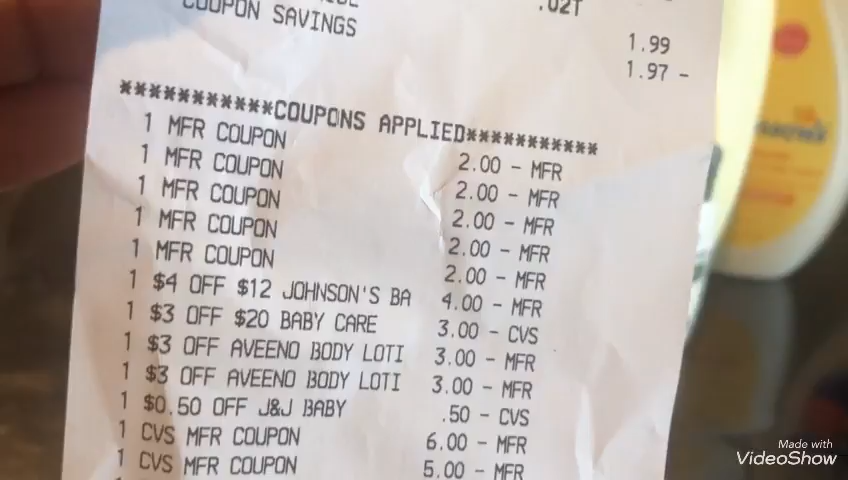 .02T
COUPON SAVINGS
1.99
1.97 -
***********COUPONS APPLIED***********
1 MFR COUPON 2.00 - MFR
1 MFR COUPON 2.00 - MFR
1 MFR COUPON 2.00 - MFR
1 MFR COUPON 2.00 - MFR
1 MFR COUPON 2.00 - MFR
1 $4 OFF $12 JOHNSON'S BA 4.00 - MFR
1 $3 OFF $20 BABY CARE 3.00 - CVS
1 $3 OFF AVEENO BODY LOTI 3.00 - MFR
1 $3 OFF AVEENO BODY LOTI 3.00 - MFR
1 $0.50 OFF J&J BABY .50 - CVS
1 CVS MFR COUPON 6.00 - MFR
1 CVS MFR COUPON 5.00 - MFR
Made with
VideoShow